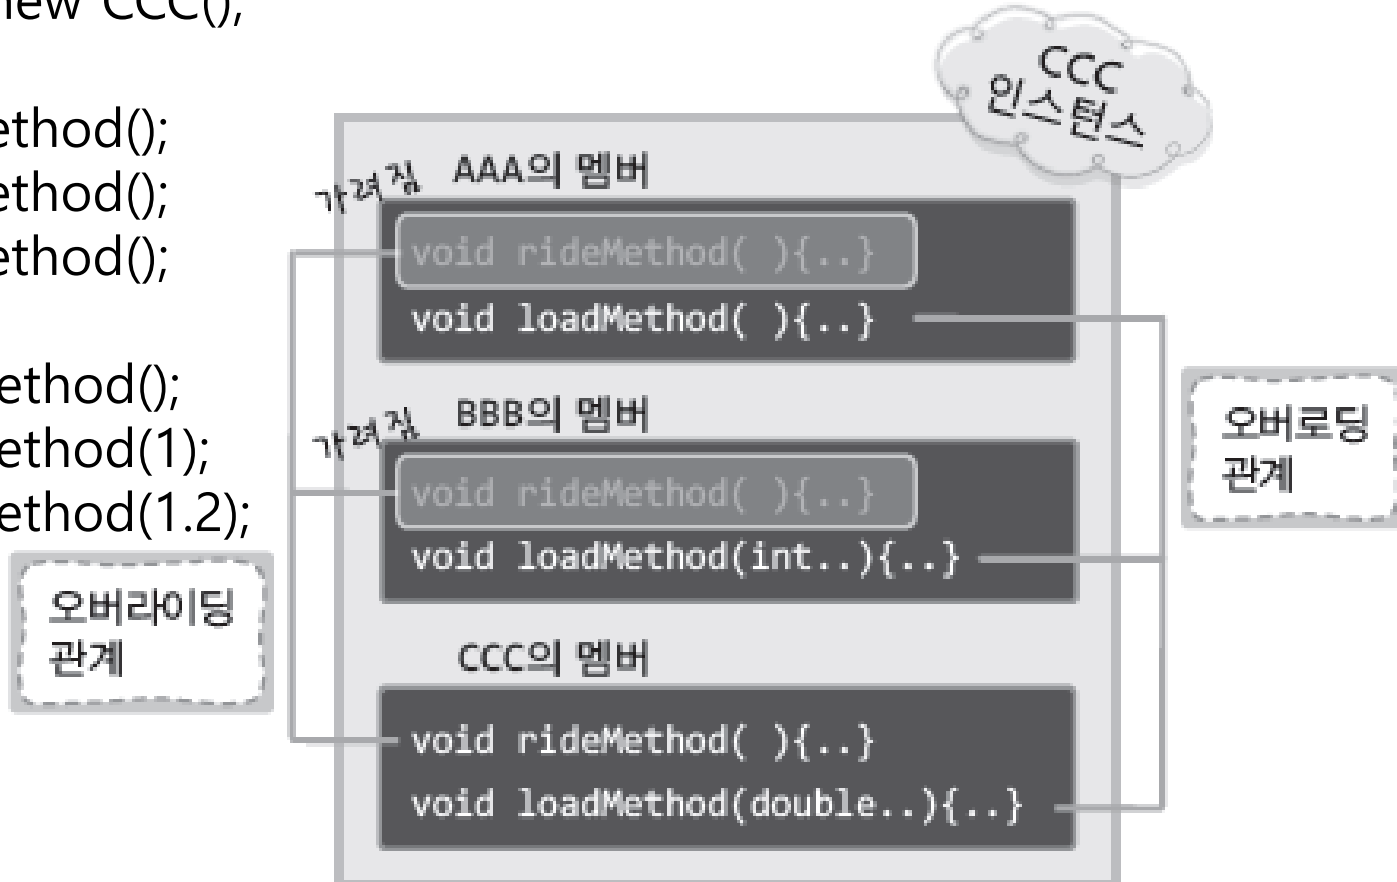 new CCC();
ethod();
ethod();
ethod();
ethod();
ethod(1);
ethod(1.2);
CCC
인스턴스
가려짐
AAA의 멤버
void rideMethod( ){..}
void loadMethod( ){..}
가려짐
BBB의 멤버
void rideMethod( ){..}
void loadMethod(int..){..}
CCC의 멤버
void rideMethod( ){..}
void loadMethod(double..){..}
오버라이딩
관계
오버로딩
관계